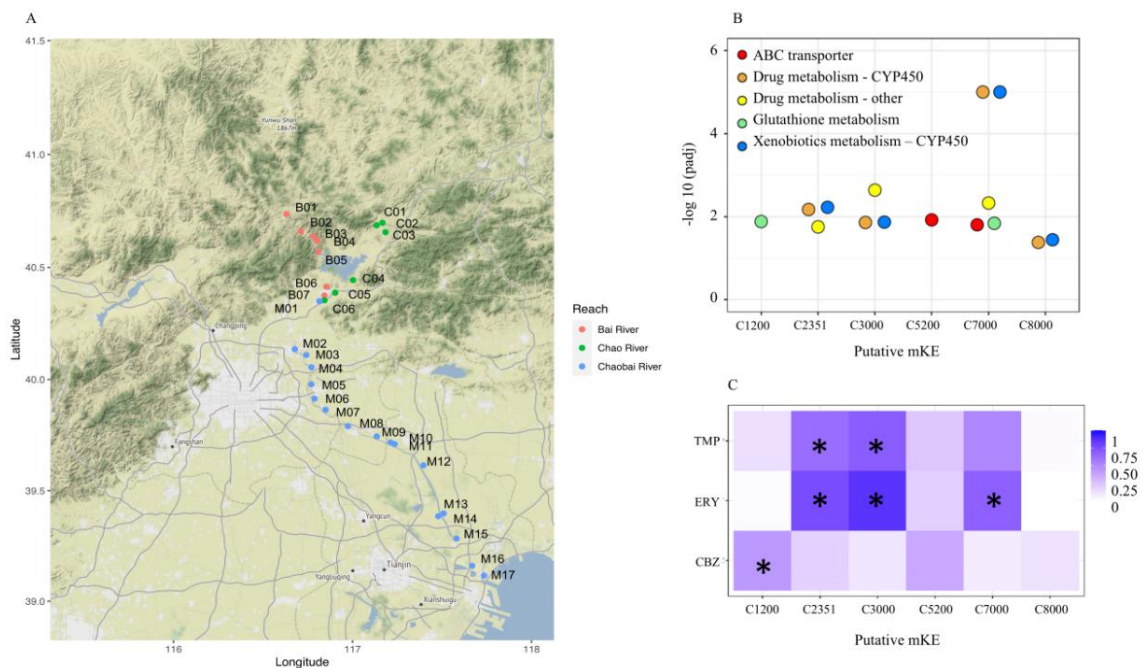 A
41.5
41.0
40.5
40.0
39.5
39.0
Latitude
116
117
118
Longitude
Yunwu Shan
1867m
B01
B02
B03
B04
B05
B06
B07
M01
C01
C02
C03
C04
C05
C06
Changping
M02
M03
M04
M05
M06
M07
M08
M09
M10
M11
M12
Fangshan
M13
M14
M15
M16
M17
Yangcun
Tianjin
Yangliuqing
Xianshuigu
Reach
Bai River
Chao River
Chaobai River
B
6
4
2
0
-log 10 (padj)
ABC transporter
Drug metabolism - CYP450
Drug metabolism - other
Glutathione metabolism
Xenobiotics metabolism – CYP450
C1200 C2351 C3000 C5200 C7000 C8000
Putative mKE
C
TMP
* *
ERY
* * *
CBZ
*
1
0.75
0.50
0.25
0
C1200 C2351 C3000 C5200 C7000 C8000
Putative mKE